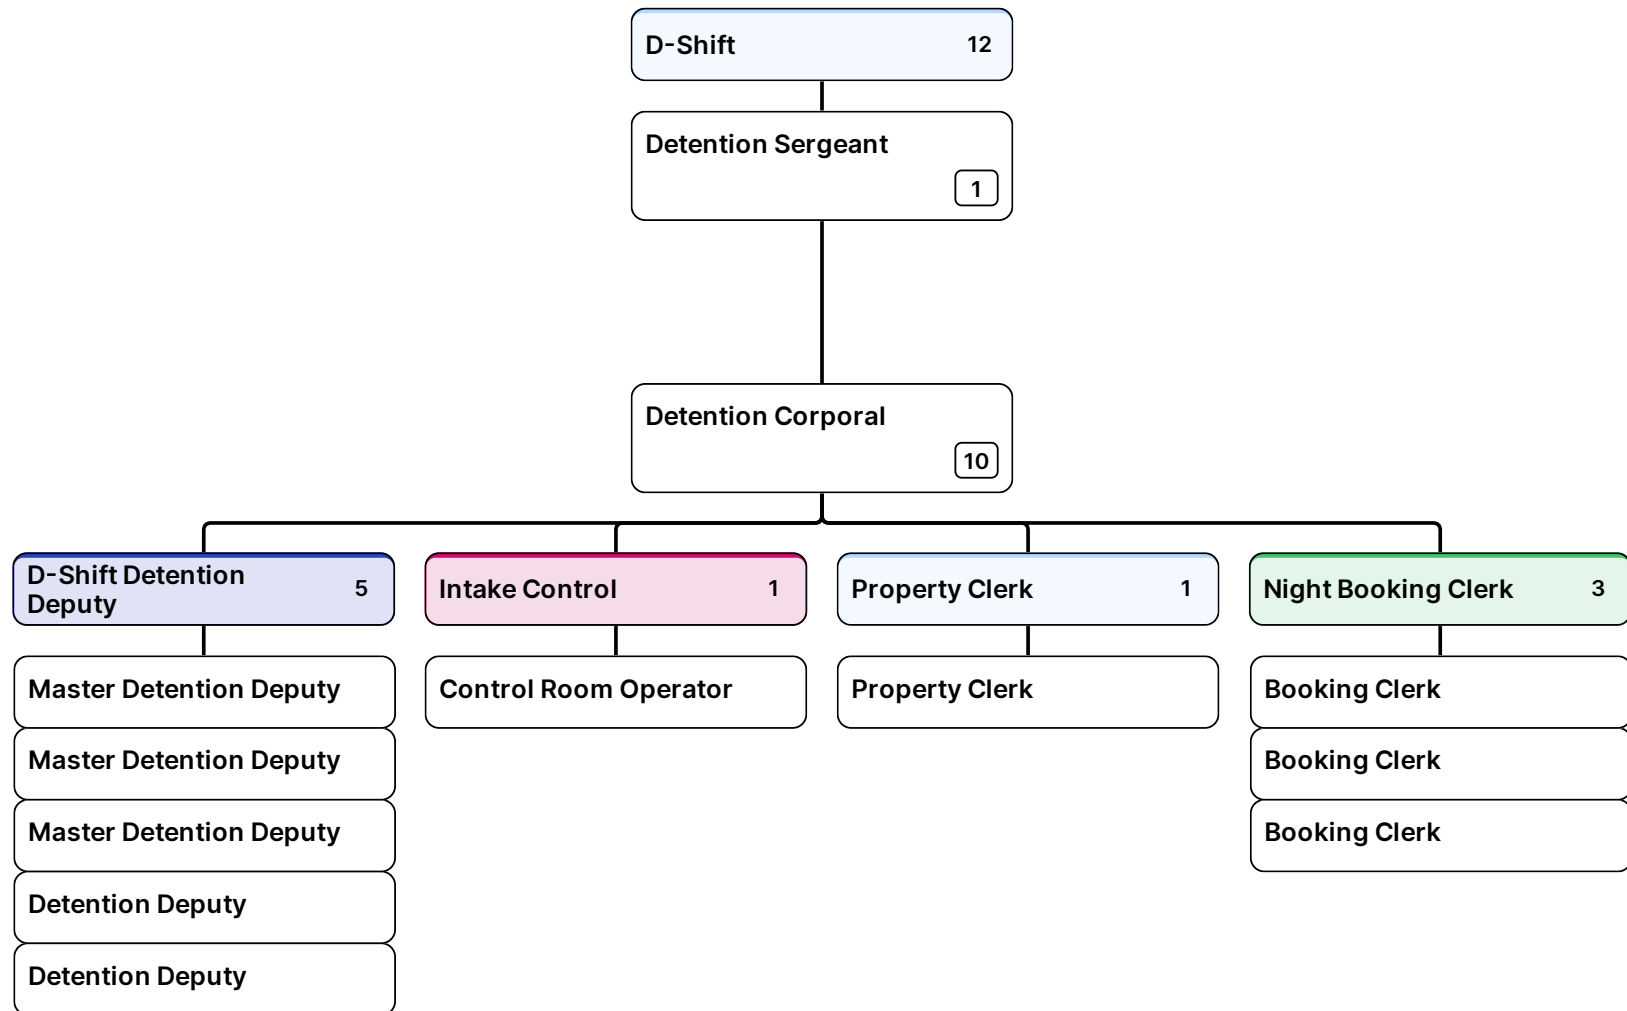 D-Shift 12
Detention Sergeant
1
Detention Corporal
10
D-Shift Detention
Deputy 5
Intake Control 1
Property Clerk 1
Night Booking Clerk 3
Master Detention Deputy
Master Detention Deputy
Master Detention Deputy
Detention Deputy
Detention Deputy
Control Room Operator
Property Clerk
Booking Clerk
Booking Clerk
Booking Clerk